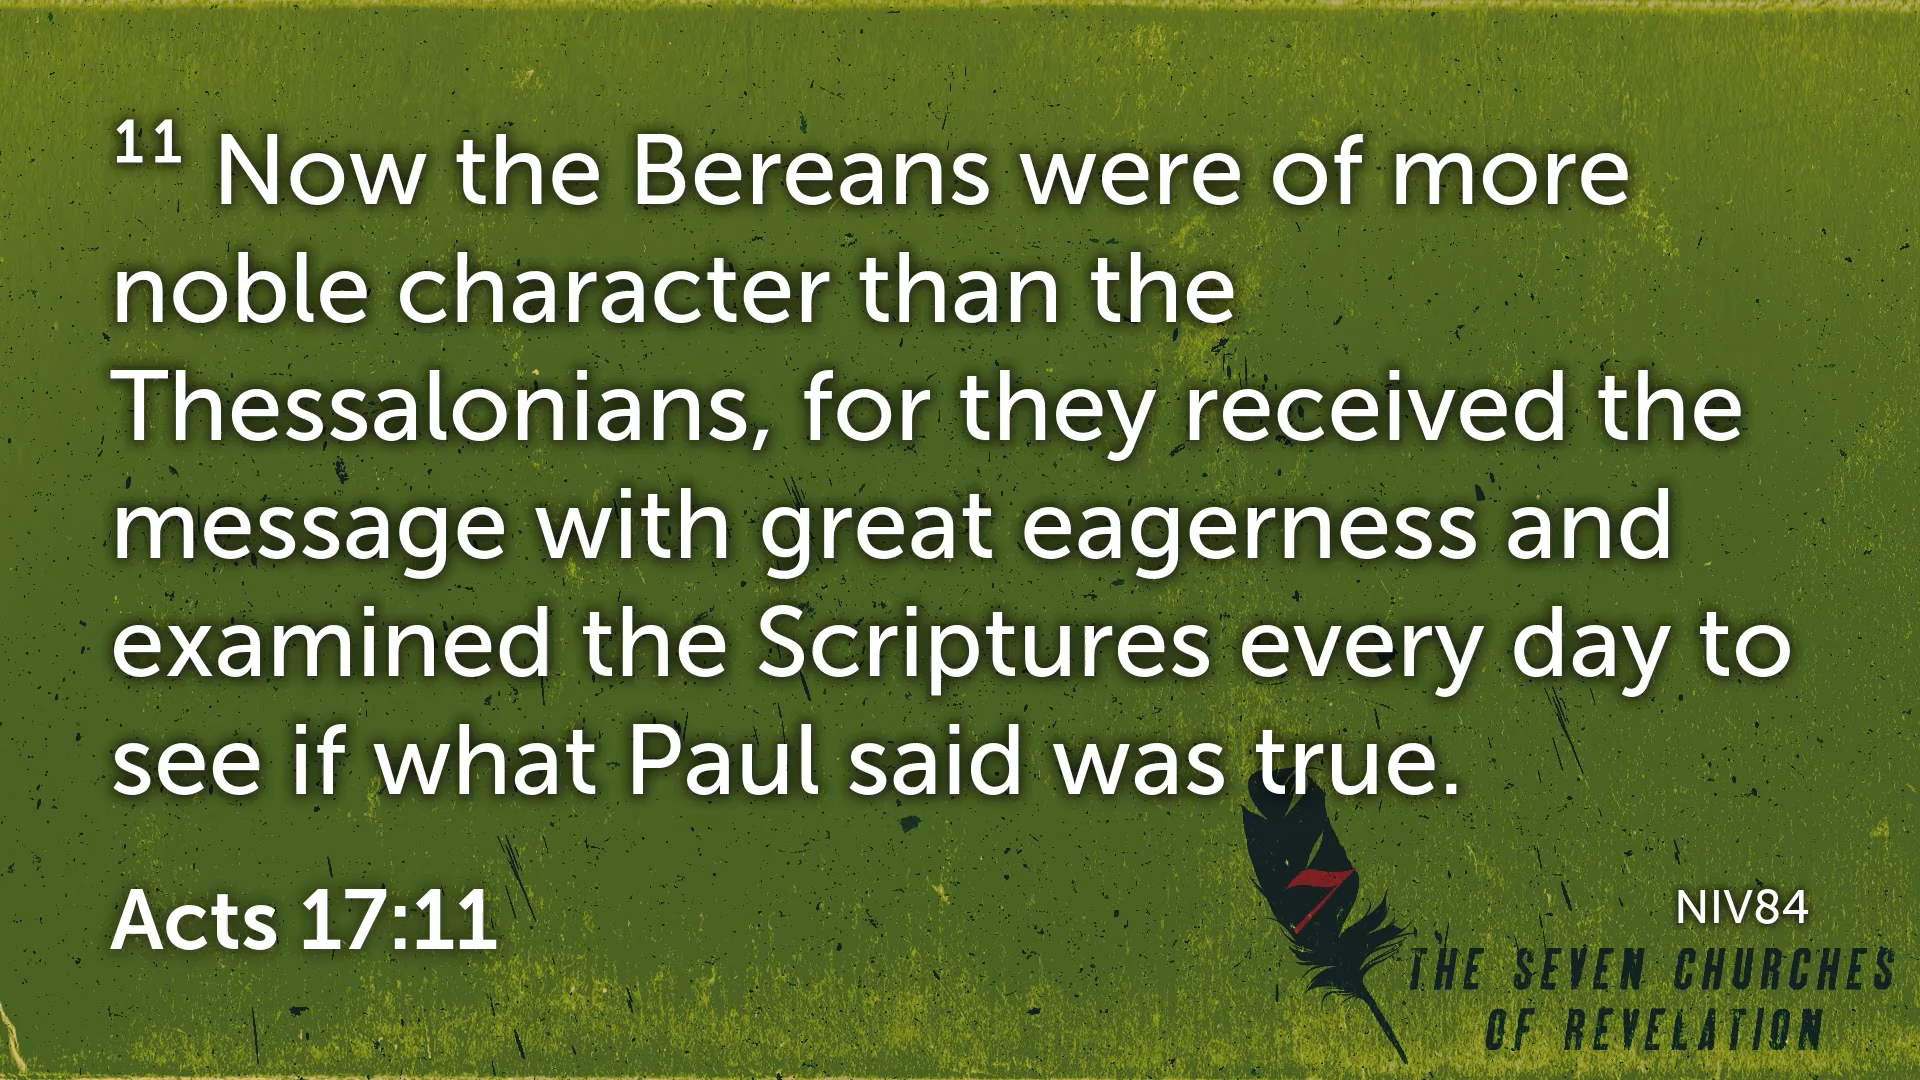 11 Now the Bereans were of more
noble character than the
Thessalonians, for they received the
message with great eagerness and
examined the Scriptures every day to
see if what Paul said was true.
Acts 17:11
NIV84
7
THE SEVEN CHURCHES
OF REVELATION